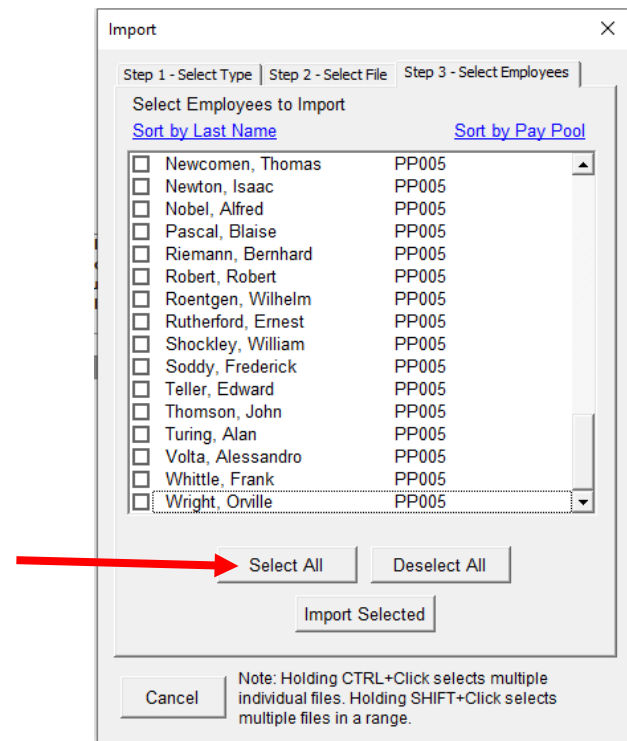 Import
Step 1 - Select Type Step 2 - Select File Step 3 - Select Employees
Select Employees to Import
Sort by Last Name Sort by Pay Pool
Newcomen, Thomas PP005
Newton, Isaac PP005
Nobel, Alfred PP005
Pascal, Blaise PP005
Riemann, Bernhard PP005
Robert, Robert PP005
Roentgen, Wilhelm PP005
Rutherford, Ernest PP005
Shockley, William PP005
Soddy, Frederick PP005
Teller, Edward PP005
Thomson, John PP005
Turing, Alan PP005
Volta, Alessandro PP005
Whittle, Frank PP005
Wright, Orville PP005
Select All Deselect All
Import Selected
Cancel
Note: Holding CTRL+Click selects multiple
individual files. Holding SHIFT+Click selects
multiple files in a range.